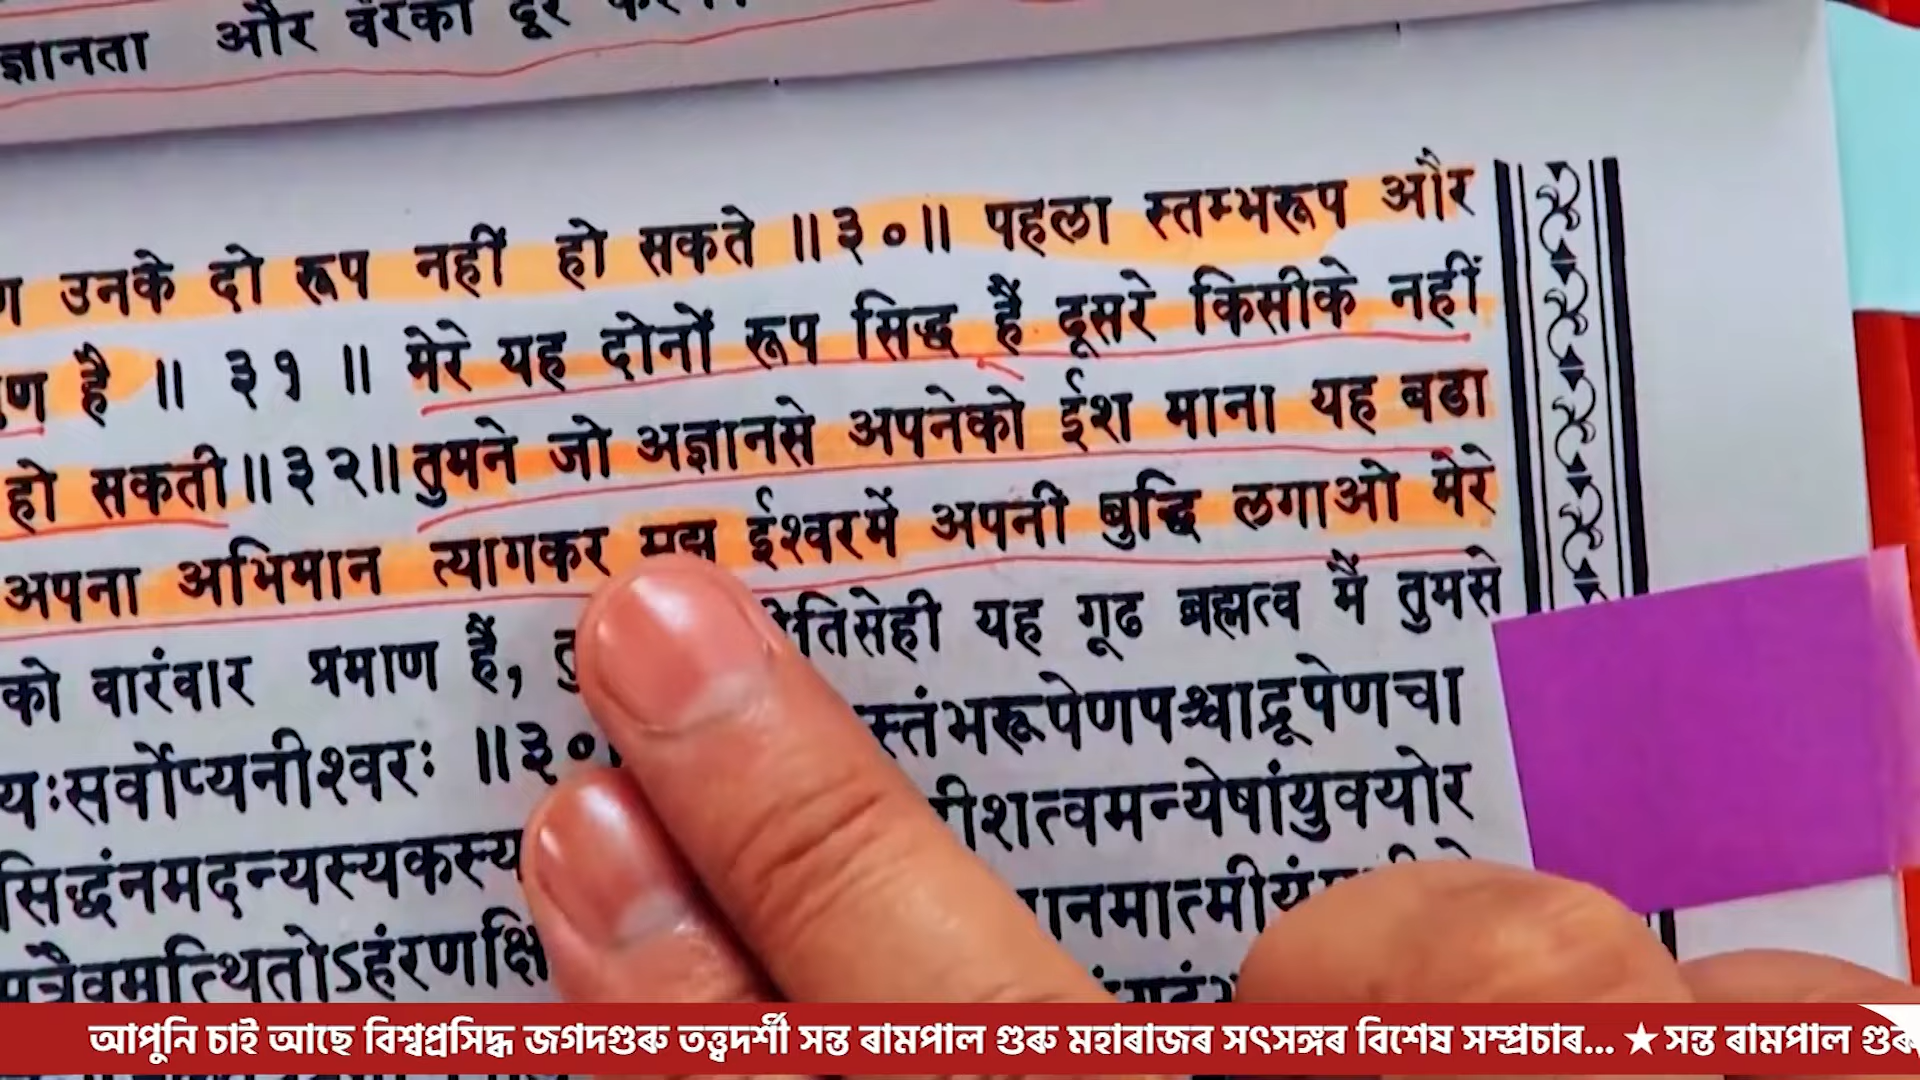 ज्ञानता और वैरको दूर
उनके दो रूप नहीं हो सकते ॥३०॥ पहला स्तम्भरूप और
है ॥ ३१ ॥ मेरे यह दोनों रूप सिद्ध हैं दूसरे किसीके नहीं
हो सकती॥३२॥तुमने जो अज्ञानसे अपनेको ईश माना यह बडा
अपना अभिमान त्यागकर मुझ ईश्वरमें अपनी बुद्धि लगाओ मेरे
को वारंवार प्रमाण हैं, यह गूढ ब्रह्मत्व मैं तुमसे
यःसर्वोप्यनीश्वरः ॥३० स्तंभरूपेणपश्चाद्रूपेणचा
सिद्धंनमदन्यस्यकस्य शत्वमन्येषांयुवयोर
त्रैवमुत्थितोऽहंरणक्षि नमात्मीयं
আপুনি চাই আছে বিশ্বপ্ৰসিদ্ধ জগদগুৰু তত্ত্বদৰ্শী সন্ত ৰামপাল গুৰু মহাৰাজৰ সৎসঙ্গৰ বিশেষ সম্প্ৰচাৰ... ★ সন্ত ৰামপাল গুৰু